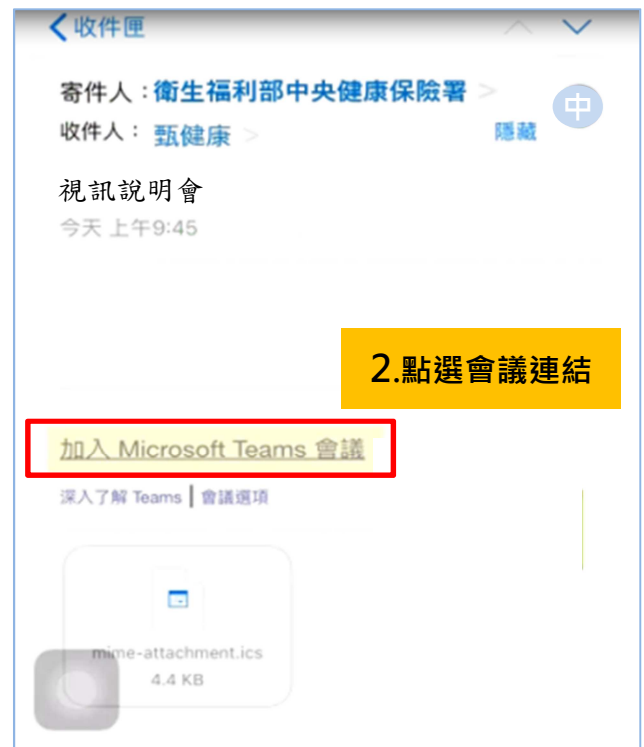 收件匣
寄件人：衛生福利部中央健康保險署
中
收件人： 甄健康
隱藏
視訊說明會
今天 上午9:45
2.點選會議連結
加入 Microsoft Teams 會議
深入了解 Teams | 會議選項
mime-attachment.ics
4.4 KB